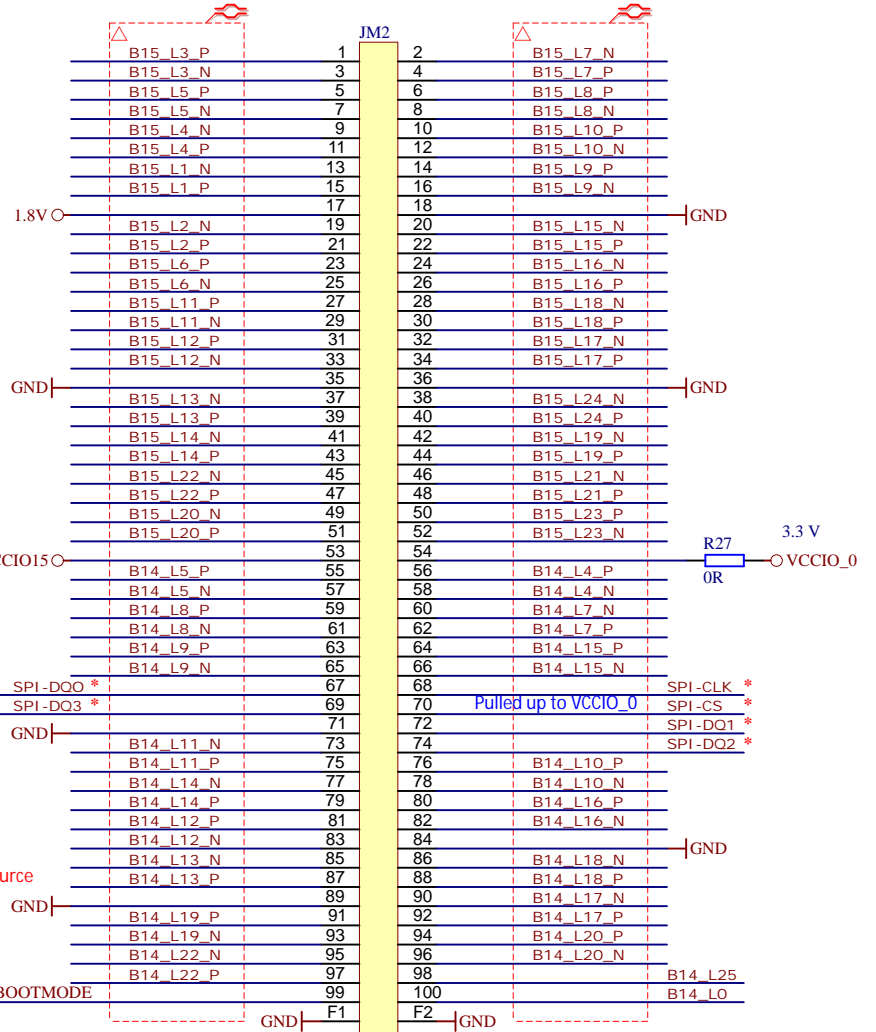 JM2
B15_L3_P 1 2 B15_L7_N
B15_L3_N 3 4 B15_L7_P
B15_L5_P 5 6 B15_L8_P
B15_L5_N 7 8 B15_L8_N
B15_L4_N 9 10 B15_L10_P
B15_L4_P 11 12 B15_L10_N
B15_L1_N 13 14 B15_L9_P
B15_L1_P 15 16 B15_L9_N
1.8V 17 18 GND
B15_L2_N 19 20 B15_L15_N
B15_L2_P 21 22 B15_L15_P
B15_L6_P 23 24 B15_L16_N
B15_L6_N 25 26 B15_L16_P
B15_L11_P 27 28 B15_L18_N
B15_L11_N 29 30 B15_L18_P
B15_L12_P 31 32 B15_L17_N
B15_L12_N 33 34 B15_L17_P
GND 35 36 GND
B15_L13_N 37 38 B15_L24_N
B15_L13_P 39 40 B15_L24_P
B15_L14_N 41 42 B15_L19_N
B15_L14_P 43 44 B15_L19_P
B15_L22_N 45 46 B15_L21_N
B15_L22_P 47 48 B15_L21_P
B15_L20_N 49 50 B15_L23_P
B15_L20_P 51 52 B15_L23_N
CCIO15 53 54 R27 0R 3.3 V VCCIO_0
B14_L5_P 55 56 B14_L4_P
B14_L5_N 57 58 B14_L4_N
B14_L8_P 59 60 B14_L7_N
B14_L8_N 61 62 B14_L7_P
B14_L9_P 63 64 B14_L15_P
B14_L9_N 65 66 B14_L15_N
SPI-DQ0 * 67 68 SPI-CLK *
SPI-DQ3 * 69 70 Pulled up to VCCIO_0 SPI-CS *
GND 71 72 SPI-DQ1 *
B14_L11_N 73 74 SPI-DQ2 *
B14_L11_P 75 76 B14_L10_P
B14_L14_N 77 78 B14_L10_N
B14_L14_P 79 80 B14_L16_P
B14_L12_P 81 82 B14_L16_N
B14_L12_N 83 84 GND
B14_L13_N 85 86 B14_L18_N
urce
B14_L13_P 87 88 B14_L18_P
GND 89 90 B14_L17_N
B14_L19_P 91 92 B14_L17_P
B14_L19_N 93 94 B14_L20_P
B14_L22_N 95 96 B14_L20_N
B14_L22_P 97 98 B14_L25
BOOTMODE 99 100 B14_L0
GND F1 F2 GND